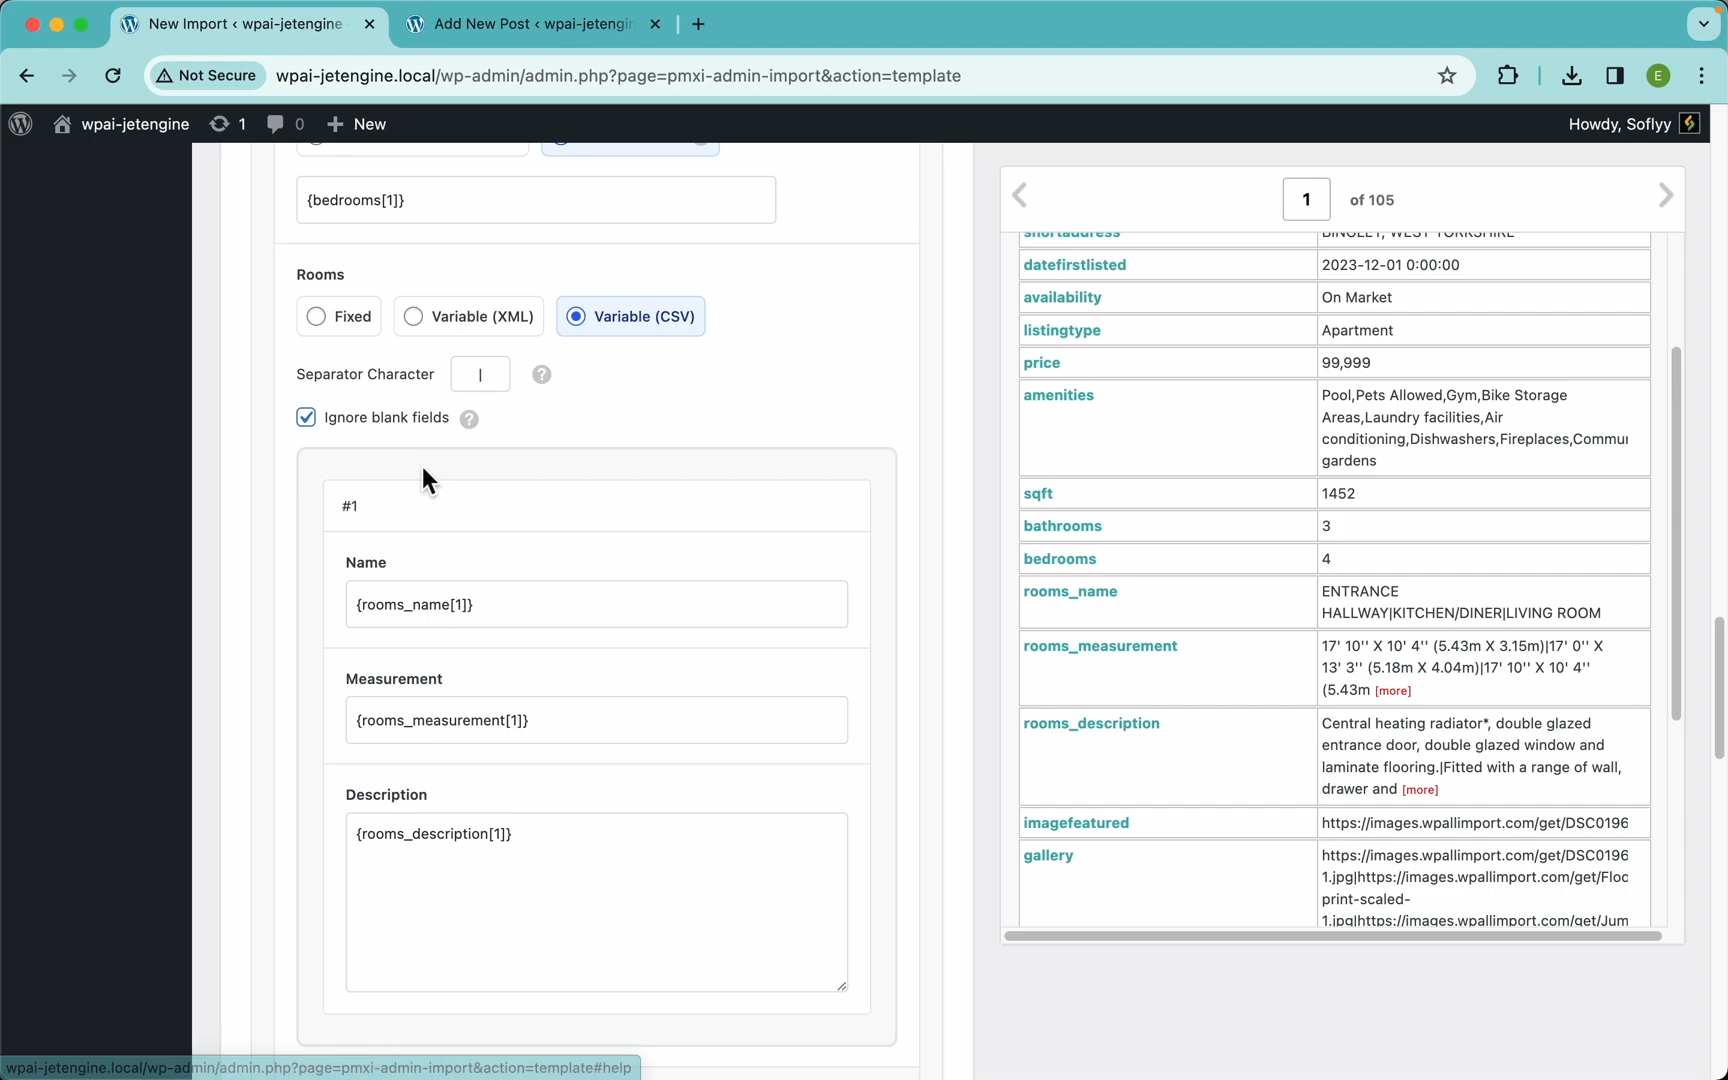 New Import ‹ wpai-jetengine
Add New Post ‹ wpai-jetengin
Not Secure
wpai-jetengine.local/wp-admin/admin.php?page=pmxi-admin-import&action=template
E
wpai-jetengine
1
0
New
Howdy, Soflyy
{bedrooms[1]}
Rooms
Fixed
Variable (XML)
Variable (CSV)
Separator Character
|
?
Ignore blank fields
?
#1
Name
{rooms_name[1]}
Measurement
{rooms_measurement[1]}
Description
{rooms_description[1]}
1
of 105
shortaddress
BINGLEY, WEST YORKSHIRE
datefirstlisted
2023-12-01 0:00:00
availability
On Market
listingtype
Apartment
price
99,999
amenities
Pool,Pets Allowed,Gym,Bike Storage
Areas,Laundry facilities,Air
conditioning,Dishwashers,Fireplaces,Commu
gardens
sqft
1452
bathrooms
3
bedrooms
4
rooms_name
ENTRANCE
HALLWAY|KITCHEN/DINER|LIVING ROOM
rooms_measurement
17' 10'' X 10' 4'' (5.43m X 3.15m)|17' 0'' X
13' 3'' (5.18m X 4.04m)|17' 10'' X 10' 4''
(5.43m [more]
rooms_description
Central heating radiator*, double glazed
entrance door, double glazed window and
laminate flooring.|Fitted with a range of wall,
drawer and [more]
imagefeatured
https://images.wpallimport.com/get/DSC0196
gallery
https://images.wpallimport.com/get/DSC0196
1.jpg|https://images.wpallimport.com/get/Floo
print-scaled-
1.jpg|https://images.wpallimport.com/get/Jum
wpai-jetengine.local/wp-admin/admin.php?page=pmxi-admin-import&action=template#help